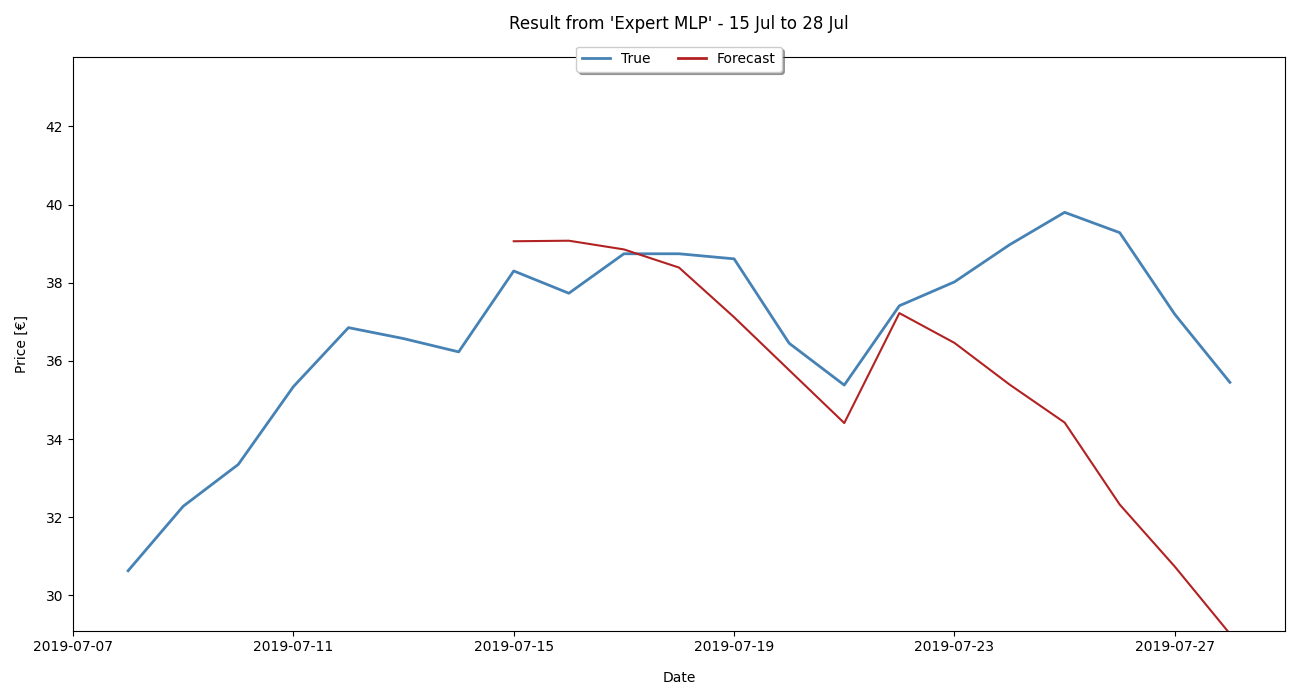 Result from 'Expert MLP' - 15 Jul to 28 Jul
True Forecast
42
40
38
36
34
32
30
Price [€]
2019-07-07 2019-07-11 2019-07-15 2019-07-19 2019-07-23 2019-07-27
Date